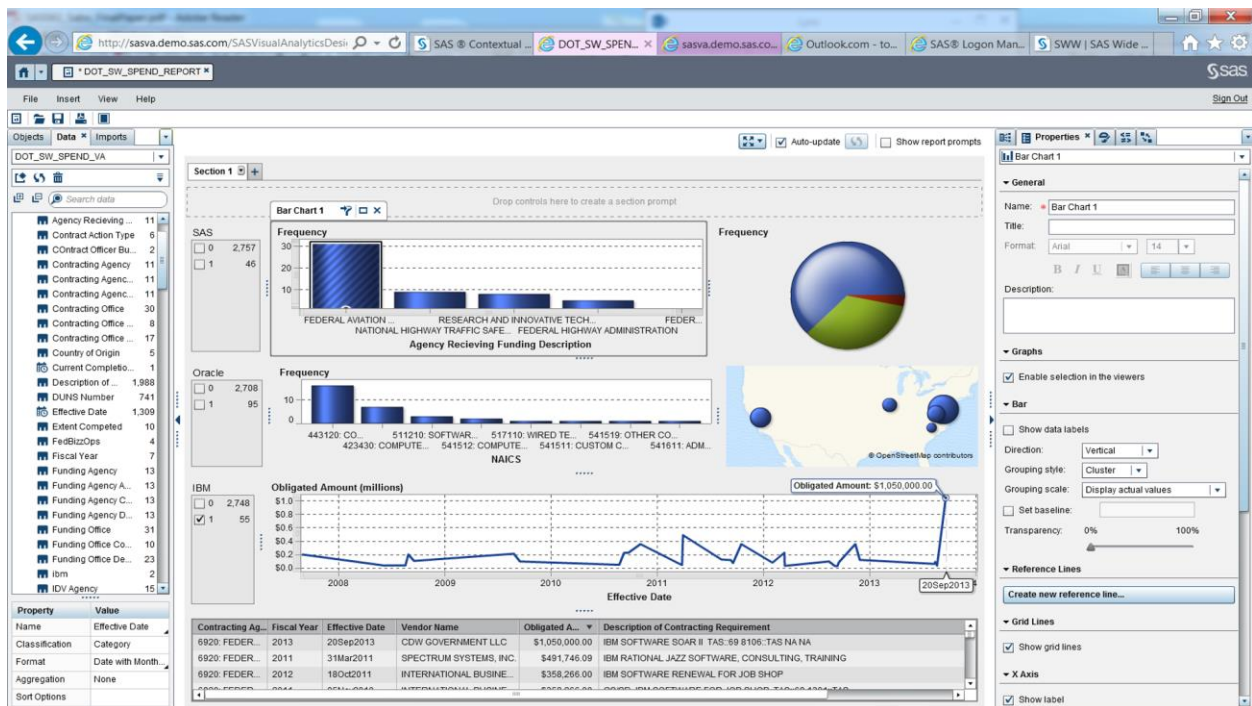 http://sasva.demo.sas.com/SASVisualAnalyticsDesi
SAS ® Contextual ...
DOT_SW_SPEN...
sasva.demo.sas.co...
Outlook.com - to...
SAS® Logon Man...
SWW | SAS Wide ...
* DOT_SW_SPEND_REPORT
Ssas
File Insert View Help
Sign Out
Objects Data Imports
DOT_SW_SPEND_VA
Search data
Agency Recieving ... 11
Contract Action Type 6
COntract Officer Bu... 2
Contracting Agency 11
Contracting Agenc... 11
Contracting Agenc... 11
Contracting Office 30
Contracting Office ... 8
Contracting Office ... 17
Country of Origin 5
Current Completio... 1
Description of ... 1,988
DUNS Number 741
Effective Date 1,309
Extent Competed 10
FedBizzOps 4
Fiscal Year 7
Funding Agency 13
Funding Agency A... 13
Funding Agency C... 13
Funding Agency D... 13
Funding Office 31
Funding Office Co... 10
Funding Office De... 23
ibm 2
IDV Agency 15
Property Value
Name Effective Date
Classification Category
Format Date with Month...
Aggregation None
Sort Options
Auto-update
Show report prompts
Section 1
Drop controls here to create a section prompt
Bar Chart 1
SAS
0 2,757
1 46
Frequency
30
20
10
FEDERAL AVIATION ... RESEARCH AND INNOVATIVE TECH... FEDER...
NATIONAL HIGHWAY TRAFFIC SAFE... FEDERAL HIGHWAY ADMINISTRATION
Agency Recieving Funding Description
Frequency
Oracle
0 2,708
1 95
Frequency
10
0
443120: CO... 511210: SOFTWAR... 517110: WIRED TE... 541519: OTHER CO...
423430: COMPUTE... 541512: COMPUTE... 541511: CUSTOM C... 541611: ADM...
NAICS
© OpenStreetMap contributors
IBM
0 2,748
1 55
Obligated Amount (millions)
Obligated Amount: $1,050,000.00
$1.0
$0.8
$0.6
$0.4
$0.2
$0.0
2008 2009 2010 2011 2012 2013
20Sep2013
Effective Date
Contracting Ag... Fiscal Year Effective Date Vendor Name Obligated A... Description of Contracting Requirement
6920: FEDER... 2013 20Sep2013 CDW GOVERNMENT LLC $1,050,000.00 IBM SOFTWARE SOAR II TAS::69 8106::TAS NA NA
6920: FEDER... 2011 31Mar2011 SPECTRUM SYSTEMS, INC. $491,746.09 IBM RATIONAL JAZZ SOFTWARE, CONSULTING, TRAINING
6920: FEDER... 2012 18Oct2011 INTERNATIONAL BUSINE... $358,266.00 IBM SOFTWARE RENEWAL FOR JOB SHOP
Properties
Bar Chart 1
General
Name: * Bar Chart 1
Title:
Format: Arial 14
B I U
Description:
Graphs
Enable selection in the viewers
Bar
Show data labels
Direction: Vertical
Grouping style: Cluster
Grouping scale: Display actual values
Set baseline:
Transparency: 0% 100%
Reference Lines
Create new reference line...
Grid Lines
Show grid lines
X Axis
Show label